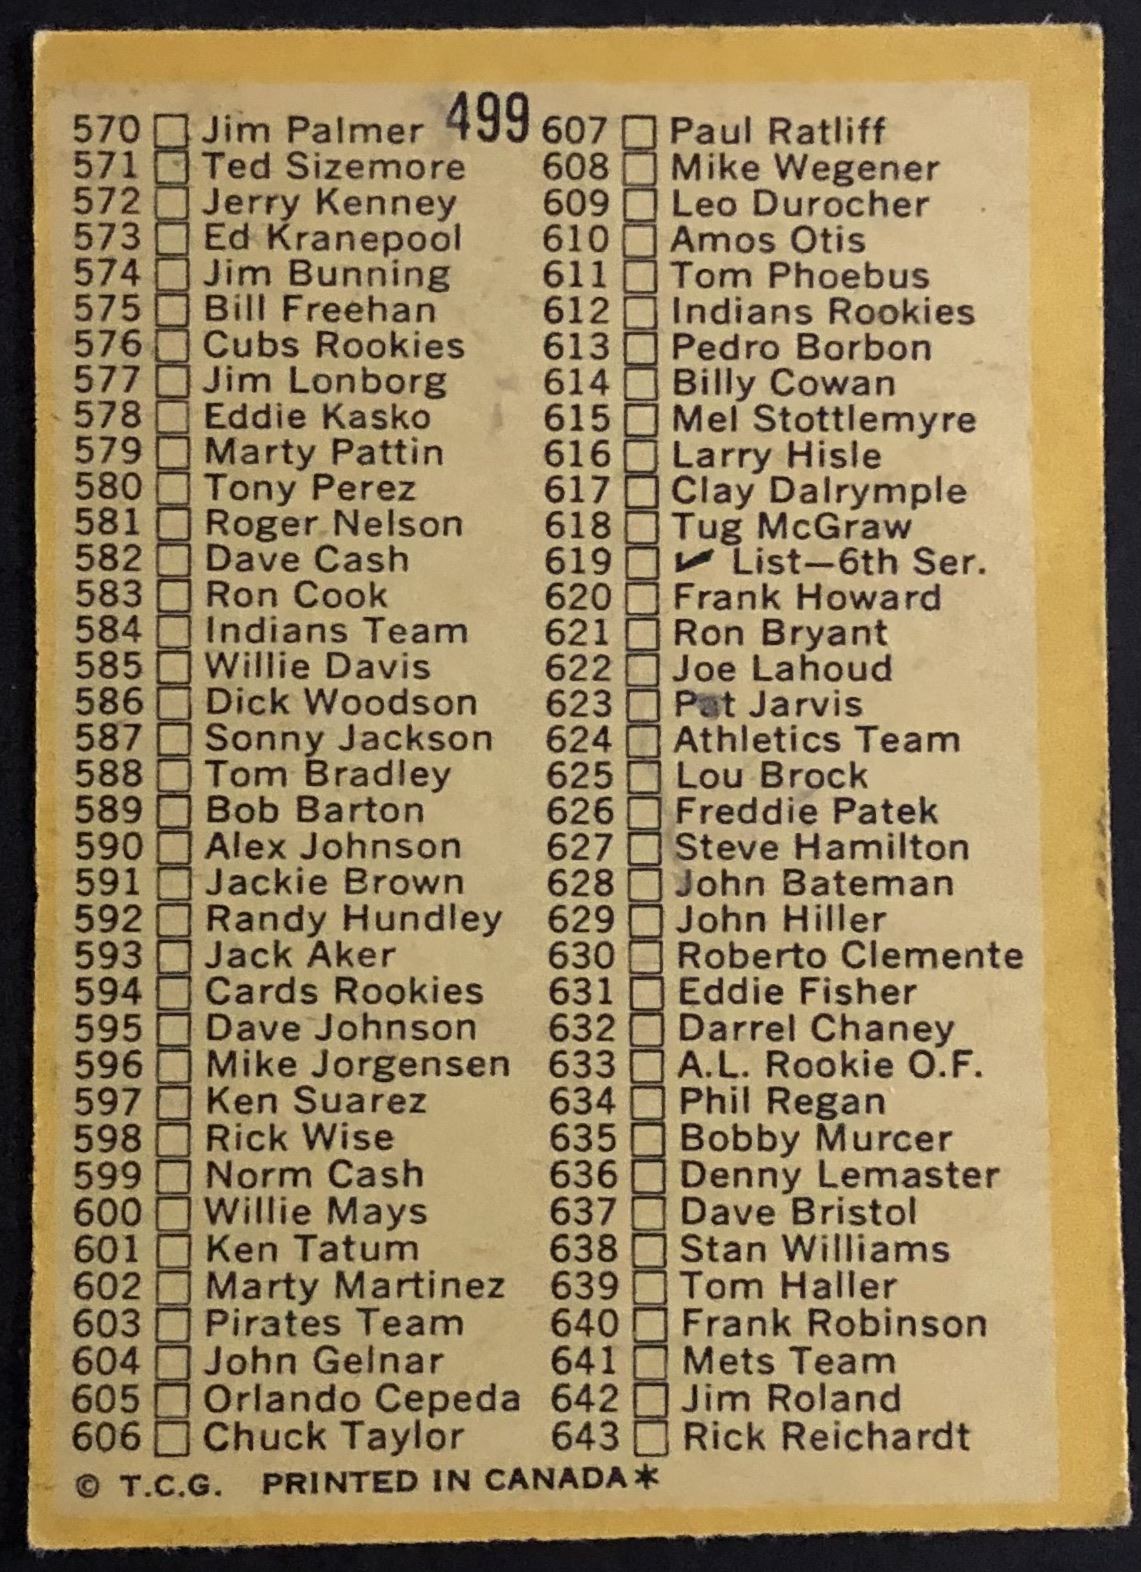 499
570 Jim Palmer
571 Ted Sizemore
572 Jerry Kenney
573 Ed Kranepool
574 Jim Bunning
575 Bill Freehan
576 Cubs Rookies
577 Jim Lonborg
578 Eddie Kasko
579 Marty Pattin
580 Tony Perez
581 Roger Nelson
582 Dave Cash
583 Ron Cook
584 Indians Team
585 Willie Davis
586 Dick Woodson
587 Sonny Jackson
588 Tom Bradley
589 Bob Barton
590 Alex Johnson
591 Jackie Brown
592 Randy Hundley
593 Jack Aker
594 Cards Rookies
595 Dave Johnson
596 Mike Jorgensen
597 Ken Suarez
598 Rick Wise
599 Norm Cash
600 Willie Mays
601 Ken Tatum
602 Marty Martinez
603 Pirates Team
604 John Gelnar
605 Orlando Cepeda
606 Chuck Taylor
607 Paul Ratliff
608 Mike Wegener
609 Leo Durocher
610 Amos Otis
611 Tom Phoebus
612 Indians Rookies
613 Pedro Borbon
614 Billy Cowan
615 Mel Stottlemyre
616 Larry Hisle
617 Clay Dalrymple
618 Tug McGraw
619 ✔ List—6th Ser.
620 Frank Howard
621 Ron Bryant
622 Joe Lahoud
623 Pat Jarvis
624 Athletics Team
625 Lou Brock
626 Freddie Patek
627 Steve Hamilton
628 John Bateman
629 John Hiller
630 Roberto Clemente
631 Eddie Fisher
632 Darrel Chaney
633 A.L. Rookie O.F.
634 Phil Regan
635 Bobby Murcer
636 Denny Lemaster
637 Dave Bristol
638 Stan Williams
639 Tom Haller
640 Frank Robinson
641 Mets Team
642 Jim Roland
643 Rick Reichardt
© T.C.G. PRINTED IN CANADA*